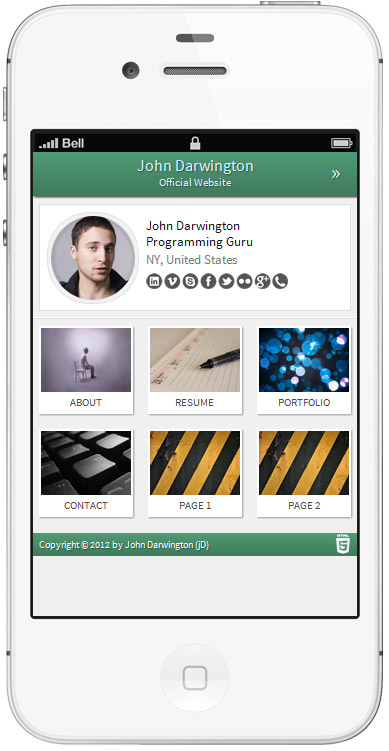 Bell
John Darwington
Official Website
»
John Darwington
Programming Guru
NY, United States
ABOUT
RESUME
PORTFOLIO
CONTACT
PAGE 1
PAGE 2
Copyright © 2012 by John Darwington (jD)
HTML
5